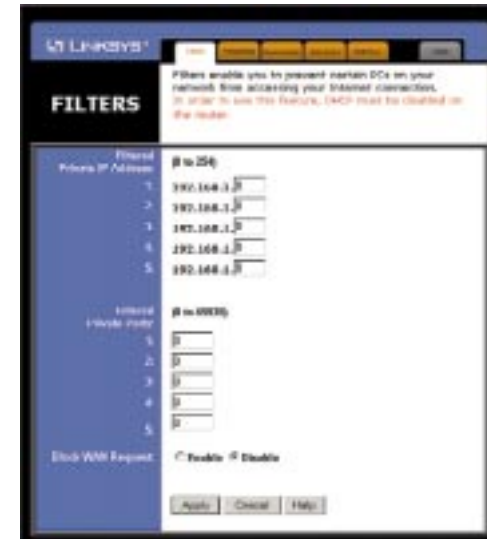 LINKSYS
FILTERS
Filters enable you to prevent certain PCs on your
network from accessing your Internet connection.
In order to use this feature, DHCP must be disabled on
the router.
Filtered
Private IP Address
(0 to 254)
1. 192.168.1.0
2. 192.168.1.0
3. 192.168.1.0
4. 192.168.1.0
5. 192.168.1.0
Filtered
Private Ports
(0 to 65535)
1. 0
2. 0
3. 0
4. 0
5. 0
Block WAN Request
Enable Disable
Apply Cancel Help